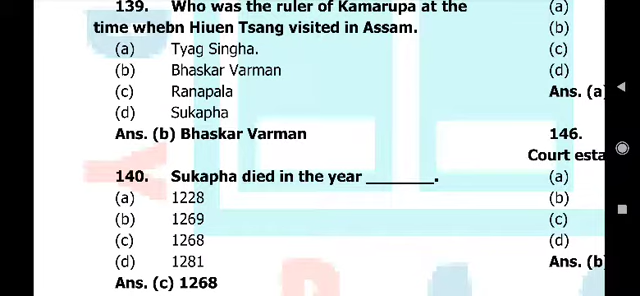 139. Who was the ruler of Kamarupa at the
time whebn Hiuen Tsang visited in Assam.
(a) Tyag Singha.
(b) Bhaskar Varman
(c) Ranapala
(d) Sukapha
Ans. (b) Bhaskar Varman
140. Sukapha died in the year _______.
(a) 1228
(b) 1269
(c) 1268
(d) 1281
Ans. (c) 1268
(a)
(b)
(c)
(d)
Ans. (a)
146.
Court esta
(a)
(b)
(c)
(d)
Ans. (b